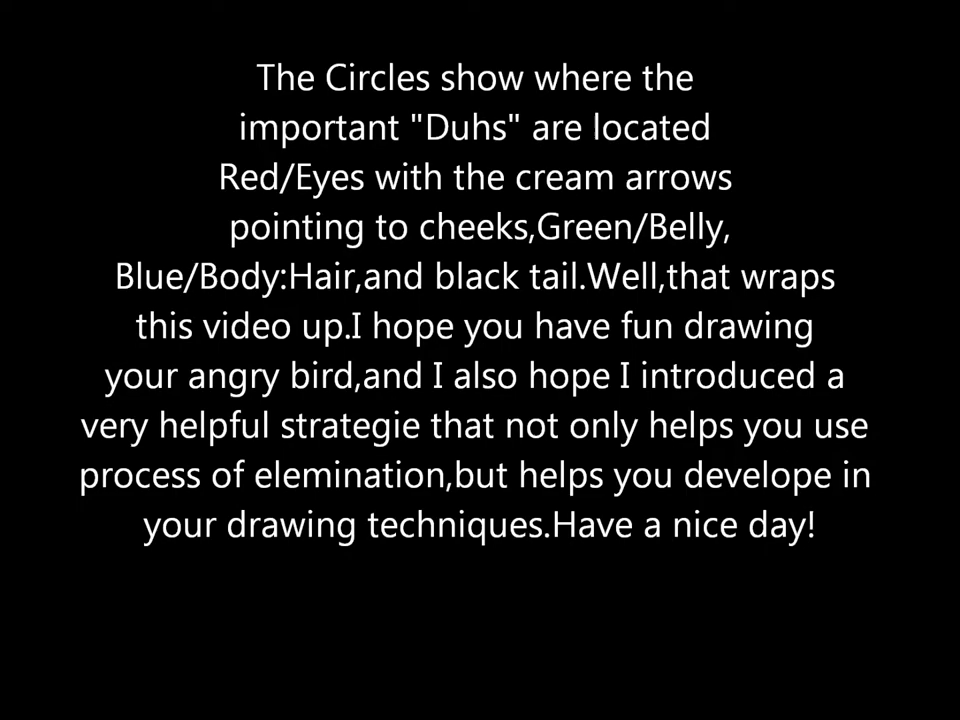 The Circles show where the
important "Duhs" are located
Red/Eyes with the cream arrows
pointing to cheeks,Green/Belly,
Blue/Body:Hair,and black tail.Well,that wraps
this video up.I hope you have fun drawing
your angry bird,and I also hope I introduced a
very helpful strategie that not only helps you use
process of elemination,but helps you develope in
your drawing techniques.Have a nice day!